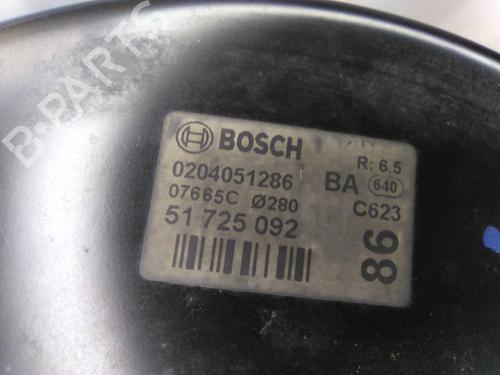 B-PARTS
BOSCH
R: 6.5
0204051286
BA 640
07665C Ø280
C623
51 725 092
86